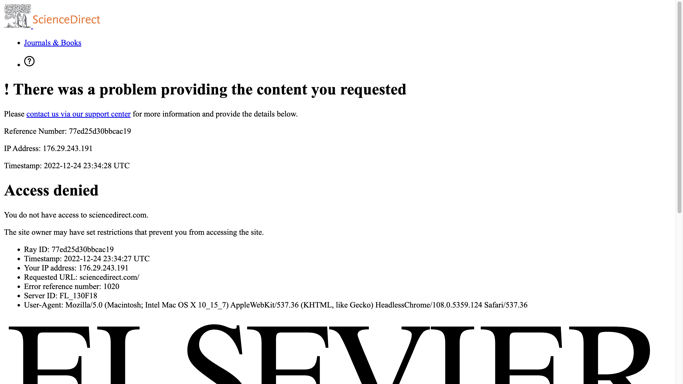 ScienceDirect
Journals & Books
! There was a problem providing the content you requested
Please contact us via our support center for more information and provide the details below.
Reference Number: 77ed25d30bbcac19
IP Address: 176.29.243.191
Timestamp: 2022-12-24 23:34:28 UTC
Access denied
You do not have access to sciencedirect.com.
The site owner may have set restrictions that prevent you from accessing the site.
Ray ID: 77ed25d30bbcac19
Timestamp: 2022-12-24 23:34:27 UTC
Your IP address: 176.29.243.191
Requested URL: sciencedirect.com/
Error reference number: 1020
Server ID: FL_130F18
User-Agent: Mozilla/5.0 (Macintosh; Intel Mac OS X 10_15_7) AppleWebKit/537.36 (KHTML, like Gecko) HeadlessChrome/108.0.5359.124 Safari/537.36
ELSEVIER